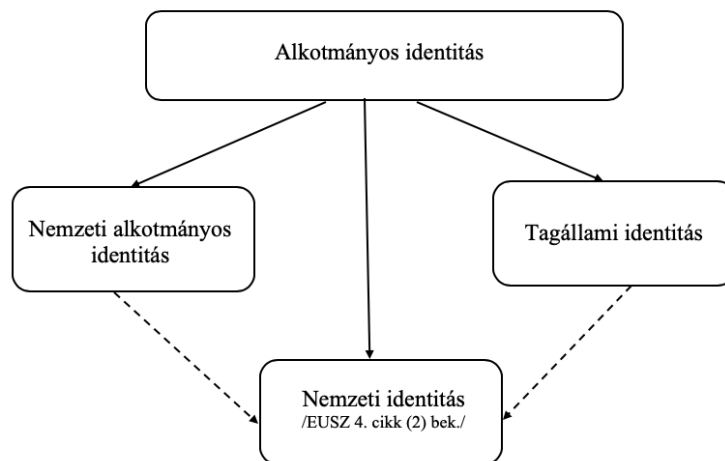 Alkotmányos identitás
Nemzeti alkotmányos
identitás
Tagállami identitás
Nemzeti identitás
/EUSZ 4. cikk (2) bek./